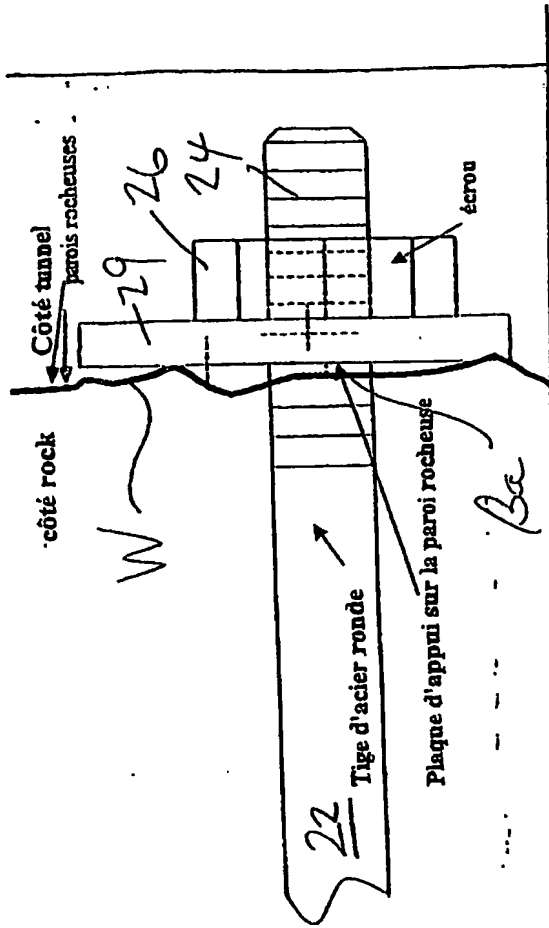 côté rock
Côté tunnel
parois rocheuses
W
29
26
24
écrou
22
Tige d'acier ronde
Plaque d'appui sur la paroi rocheuse